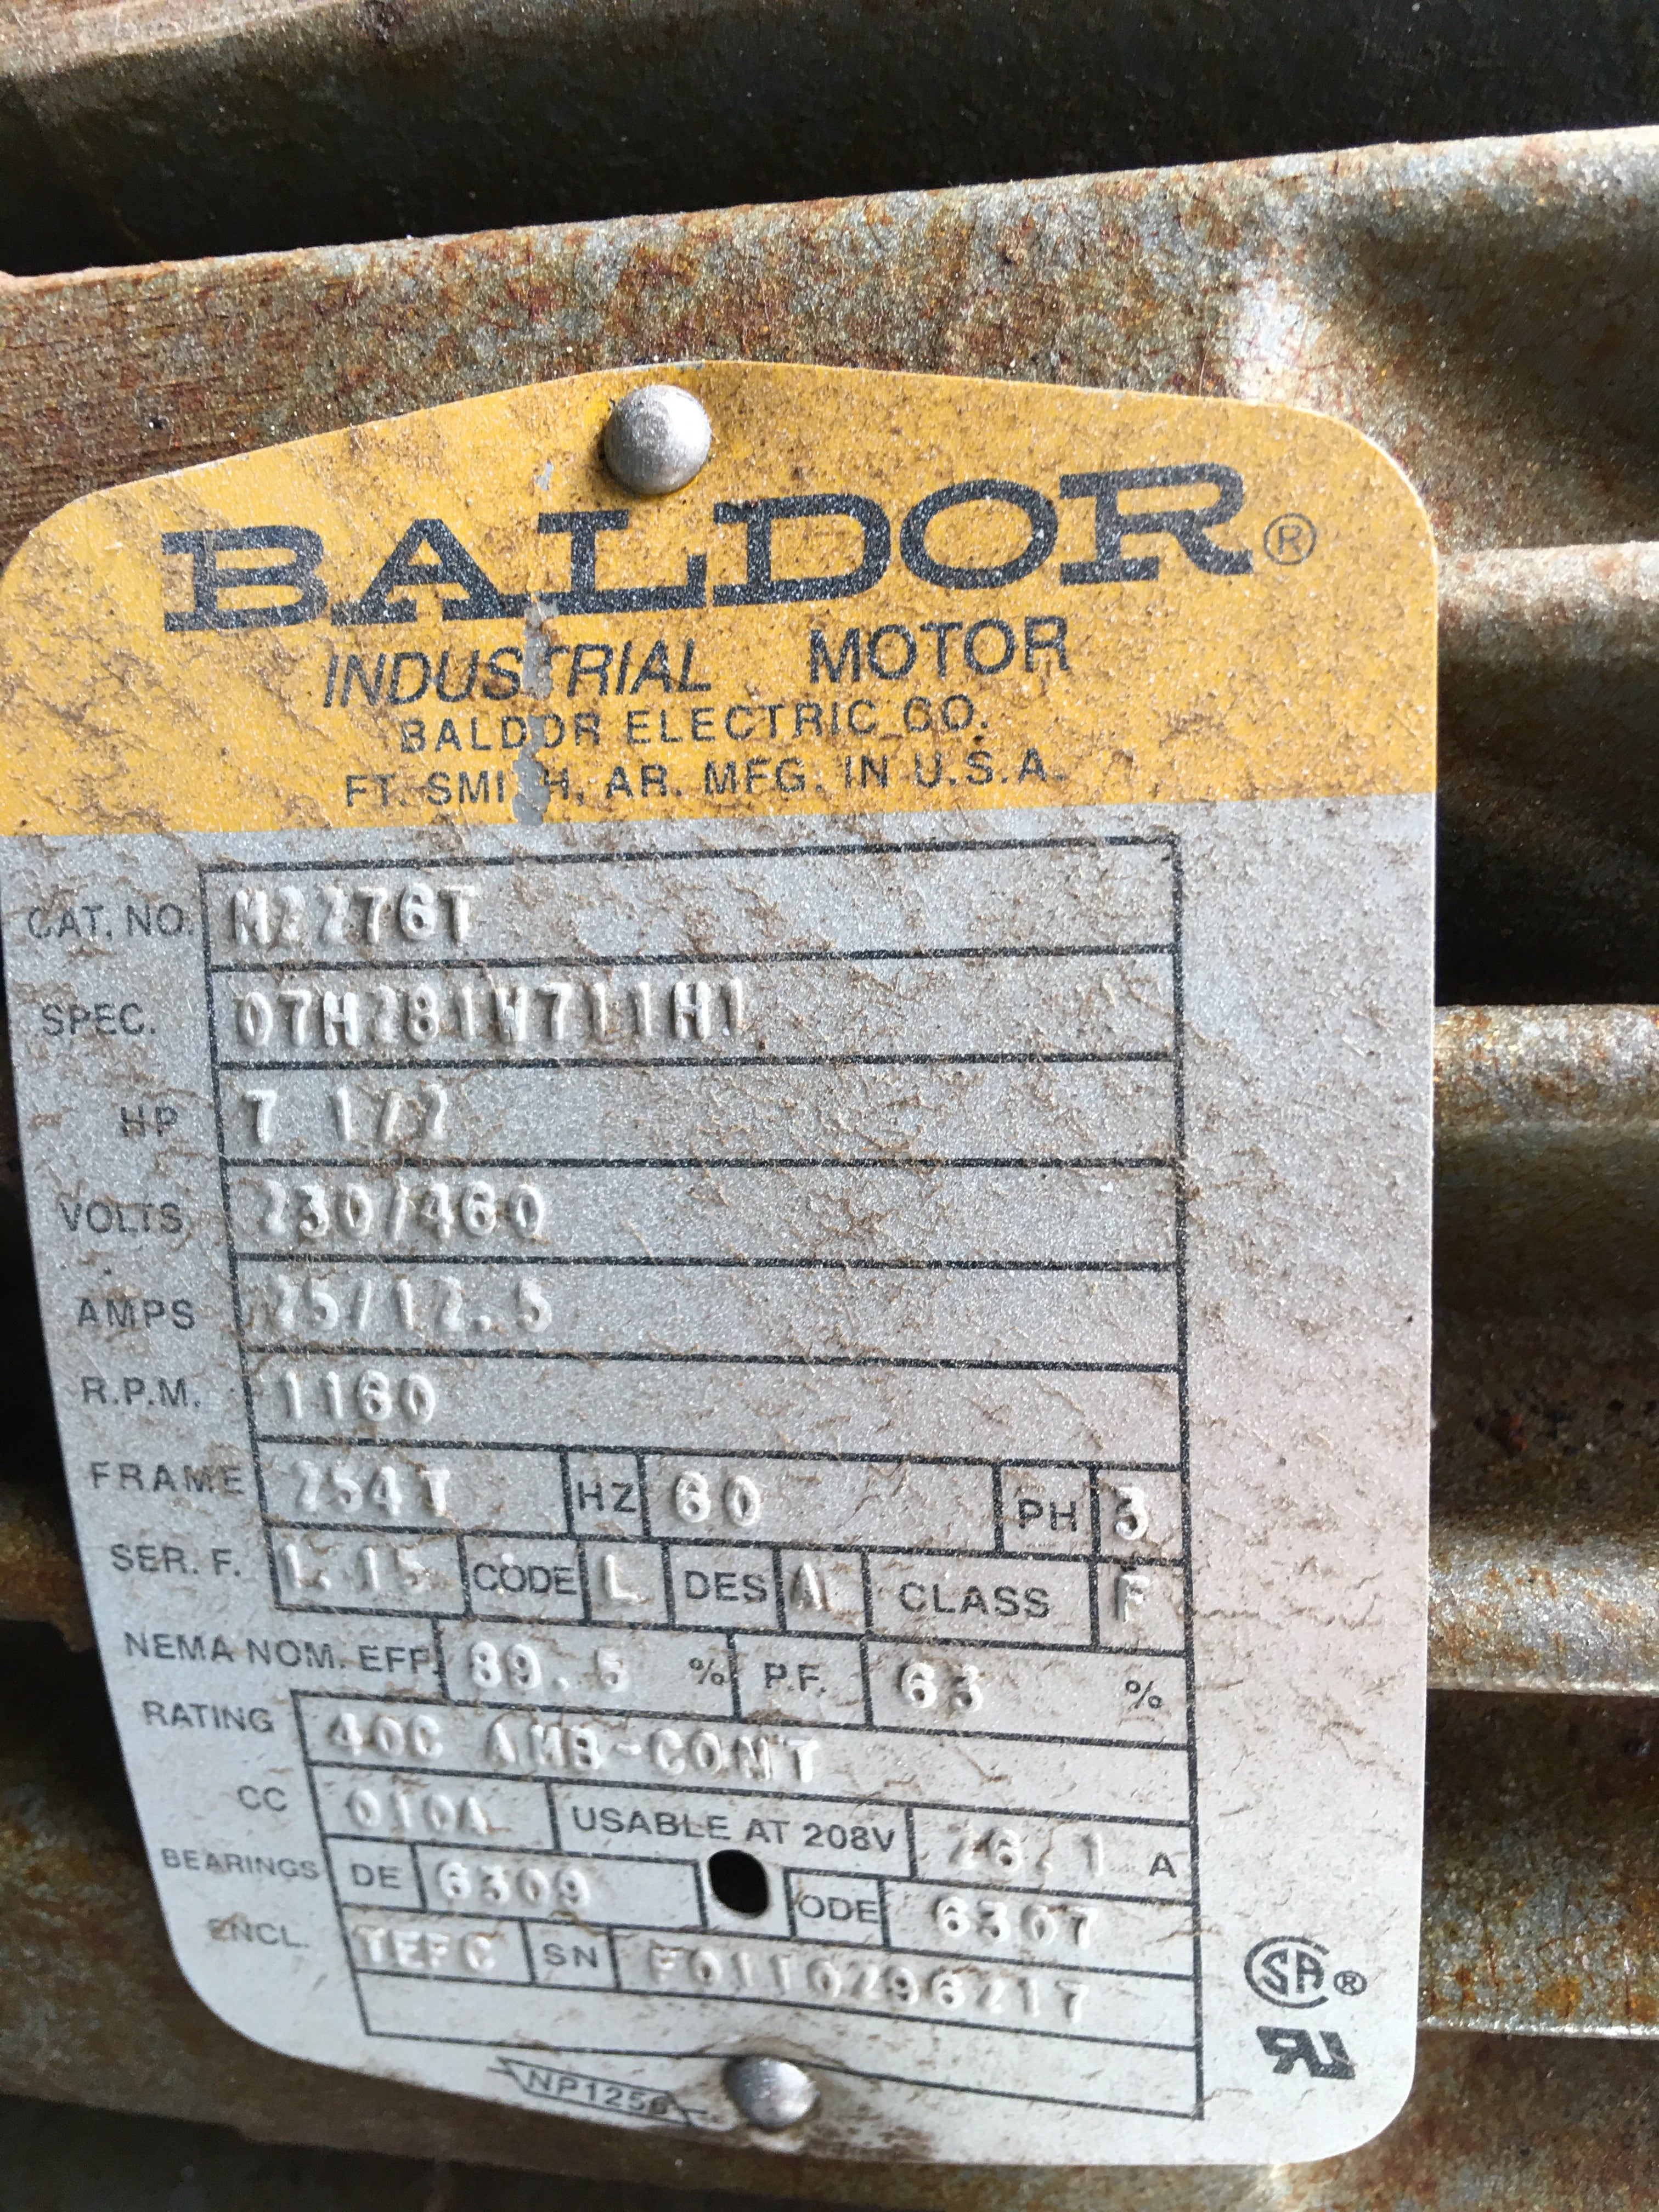 BALDOR®
INDUSTRIAL MOTOR
BALDOR ELECTRIC CO.
FT. SMITH, AR. MFG. IN U.S.A.
CAT. NO. M2276T
SPEC. 07H281W711H1
HP 7 1/2
VOLTS 230/460
AMPS 25/12.5
R.P.M. 1160
FRAME 254T HZ 60 PH 3
SER. F. 1.15 CODE L DES A CLASS F
NEMA NOM. EFF. 89.5 % P.F. 63 %
RATING 40C AMB-CONT
CC 010A USABLE AT 208V 26.1 A
BEARINGS DE 6309 ODE 6307
ENCL. TEFC SN F0110296217
SA®
RU
NP1256